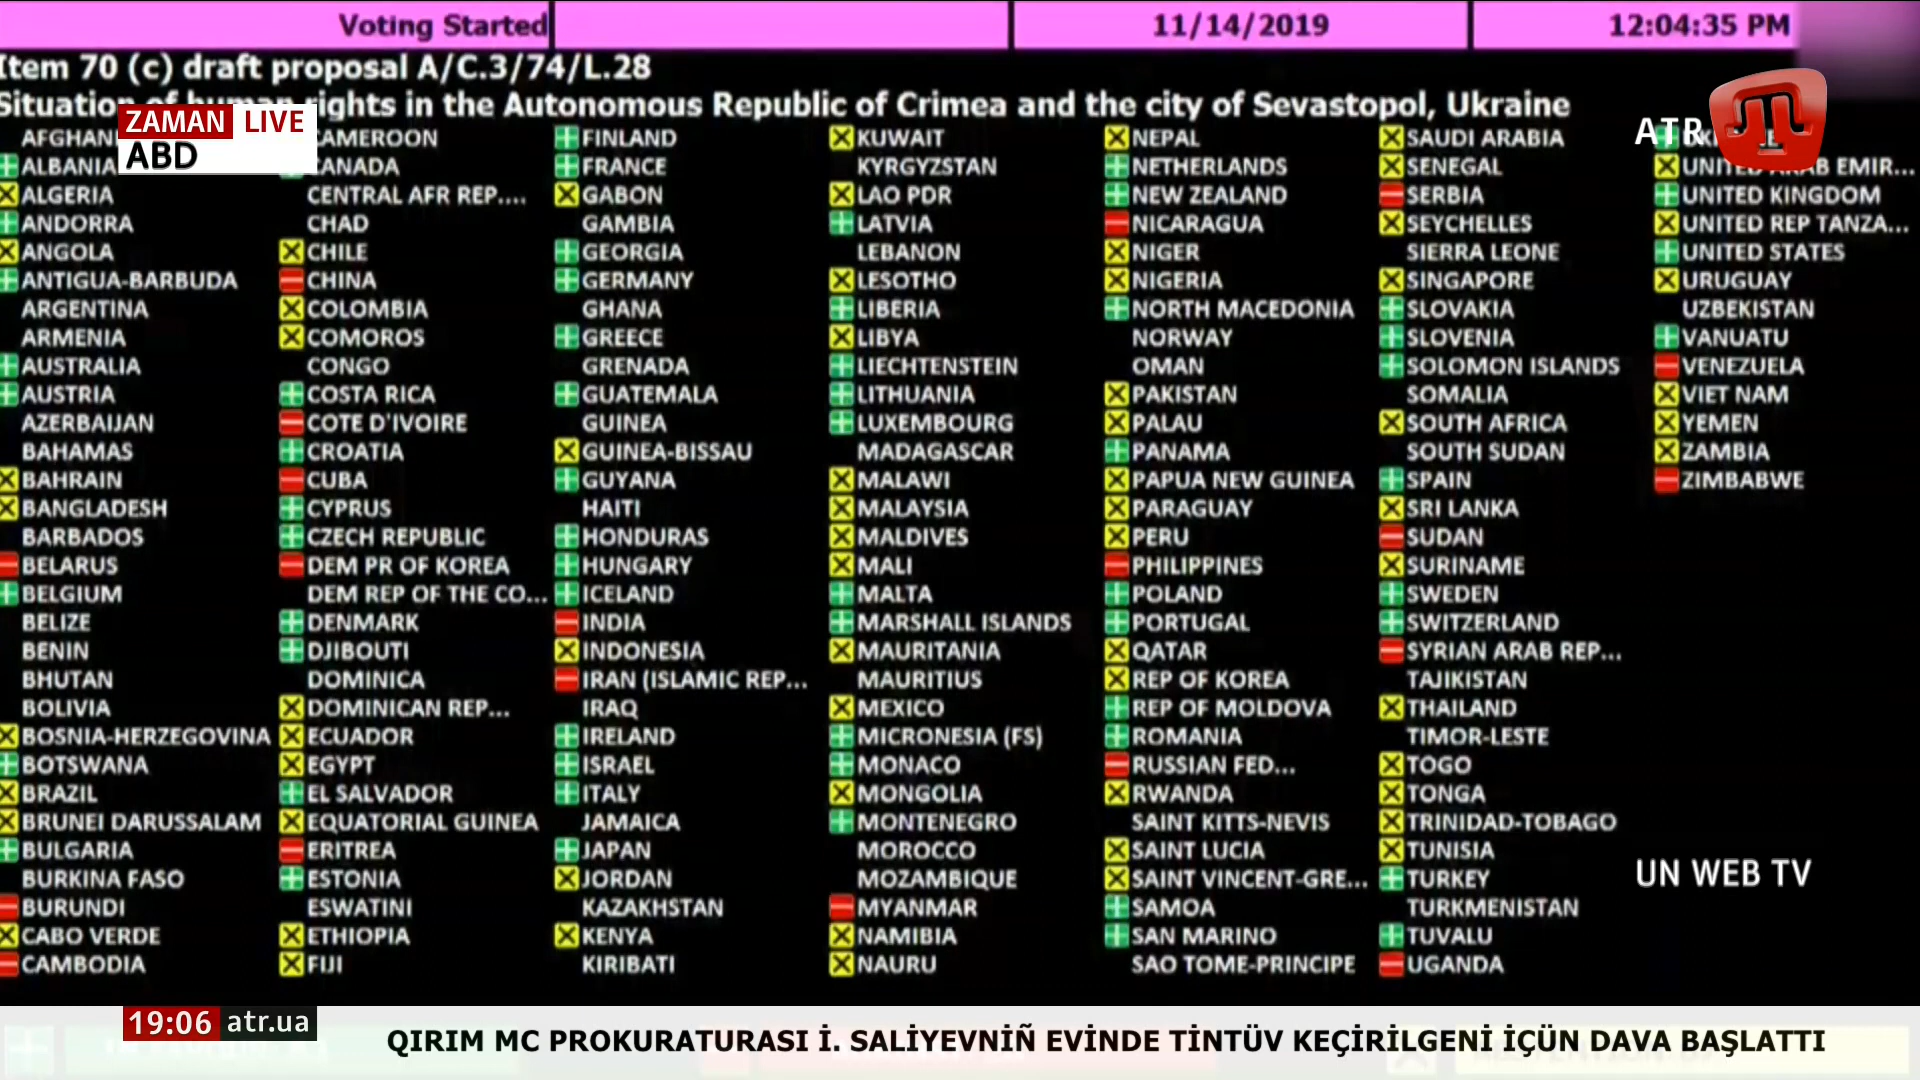 Voting Started 11/14/2019 12:04:35 PM
Item 70 (c) draft proposal A/C.3/74/L.28
Situation of human rights in the Autonomous Republic of Crimea and the city of Sevastopol, Ukraine
ZAMAN LIVE
ABD
ATR
ALBANIA
ALGERIA
ANDORRA
ANGOLA
ANTIGUA-BARBUDA
ARGENTINA
ARMENIA
AUSTRALIA
AUSTRIA
AZERBAIJAN
BAHAMAS
BAHRAIN
BANGLADESH
BARBADOS
BELARUS
BELGIUM
BELIZE
BENIN
BHUTAN
BOLIVIA
BOSNIA-HERZEGOVINA
BOTSWANA
BRAZIL
BRUNEI DARUSSALAM
BULGARIA
BURKINA FASO
BURUNDI
CABO VERDE
CAMBODIA
CAMEROON
CANADA
CENTRAL AFR REP....
CHAD
CHILE
CHINA
COLOMBIA
COMOROS
CONGO
COSTA RICA
COTE D'IVOIRE
CROATIA
CUBA
CYPRUS
CZECH REPUBLIC
DEM PR OF KOREA
DEM REP OF THE CO...
DENMARK
DJIBOUTI
DOMINICA
DOMINICAN REP...
ECUADOR
EGYPT
EL SALVADOR
EQUATORIAL GUINEA
ERITREA
ESTONIA
ESWATINI
ETHIOPIA
FIJI
FINLAND
FRANCE
GABON
GAMBIA
GEORGIA
GERMANY
GHANA
GREECE
GRENADA
GUATEMALA
GUINEA
GUINEA-BISSAU
GUYANA
HAITI
HONDURAS
HUNGARY
ICELAND
INDIA
INDONESIA
IRAN (ISLAMIC REP...
IRAQ
IRELAND
ISRAEL
ITALY
JAMAICA
JAPAN
JORDAN
KAZAKHSTAN
KENYA
KIRIBATI
KUWAIT
KYRGYZSTAN
LAO PDR
LATVIA
LEBANON
LESOTHO
LIBERIA
LIBYA
LIECHTENSTEIN
LITHUANIA
LUXEMBOURG
MADAGASCAR
MALAWI
MALAYSIA
MALDIVES
MALI
MALTA
MARSHALL ISLANDS
MAURITANIA
MAURITIUS
MEXICO
MICRONESIA (FS)
MONACO
MONGOLIA
MONTENEGRO
MOROCCO
MOZAMBIQUE
MYANMAR
NAMIBIA
NAURU
NEPAL
NETHERLANDS
NEW ZEALAND
NICARAGUA
NIGER
NIGERIA
NORTH MACEDONIA
NORWAY
OMAN
PAKISTAN
PALAU
PANAMA
PAPUA NEW GUINEA
PARAGUAY
PERU
PHILIPPINES
POLAND
PORTUGAL
QATAR
REP OF KOREA
REP OF MOLDOVA
ROMANIA
RUSSIAN FED...
RWANDA
SAINT KITTS-NEVIS
SAINT LUCIA
SAINT VINCENT-GRE...
SAMOA
SAN MARINO
SAO TOME-PRINCIPE
SAUDI ARABIA
SENEGAL
SERBIA
SEYCHELLES
SIERRA LEONE
SINGAPORE
SLOVAKIA
SLOVENIA
SOLOMON ISLANDS
SOMALIA
SOUTH AFRICA
SOUTH SUDAN
SPAIN
SRI LANKA
SUDAN
SURINAME
SWEDEN
SWITZERLAND
SYRIAN ARAB REP...
TAJIKISTAN
THAILAND
TIMOR-LESTE
TOGO
TONGA
TRINIDAD-TOBAGO
TUNISIA
TURKEY
TURKMENISTAN
TUVALU
UGANDA
UNITED ARAB EMIR...
UNITED KINGDOM
UNITED REP TANZA...
UNITED STATES
URUGUAY
UZBEKISTAN
VANUATU
VENEZUELA
VIET NAM
YEMEN
ZAMBIA
ZIMBABWE
UN WEB TV
19:06 atr.ua
QIRIM MC PROKURATURASI İ. SALİYEVNİÑ EVİNDE TİNTÜV KEÇİRİLGENİ İÇÜN DAVA BAŞLATTI